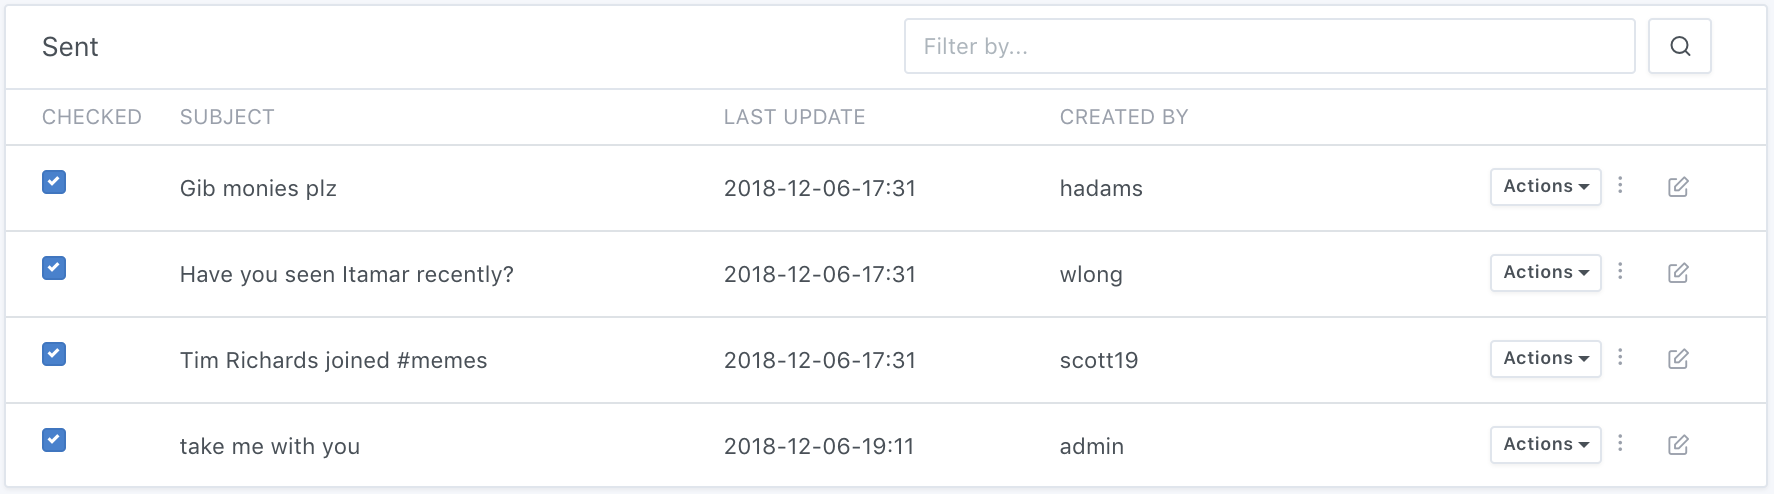 Sent
Filter by...
CHECKED SUBJECT LAST UPDATE CREATED BY
Gib monies plz 2018-12-06-17:31 hadams Actions
Have you seen Itamar recently? 2018-12-06-17:31 wlong Actions
Tim Richards joined #memes 2018-12-06-17:31 scott19 Actions
take me with you 2018-12-06-19:11 admin Actions